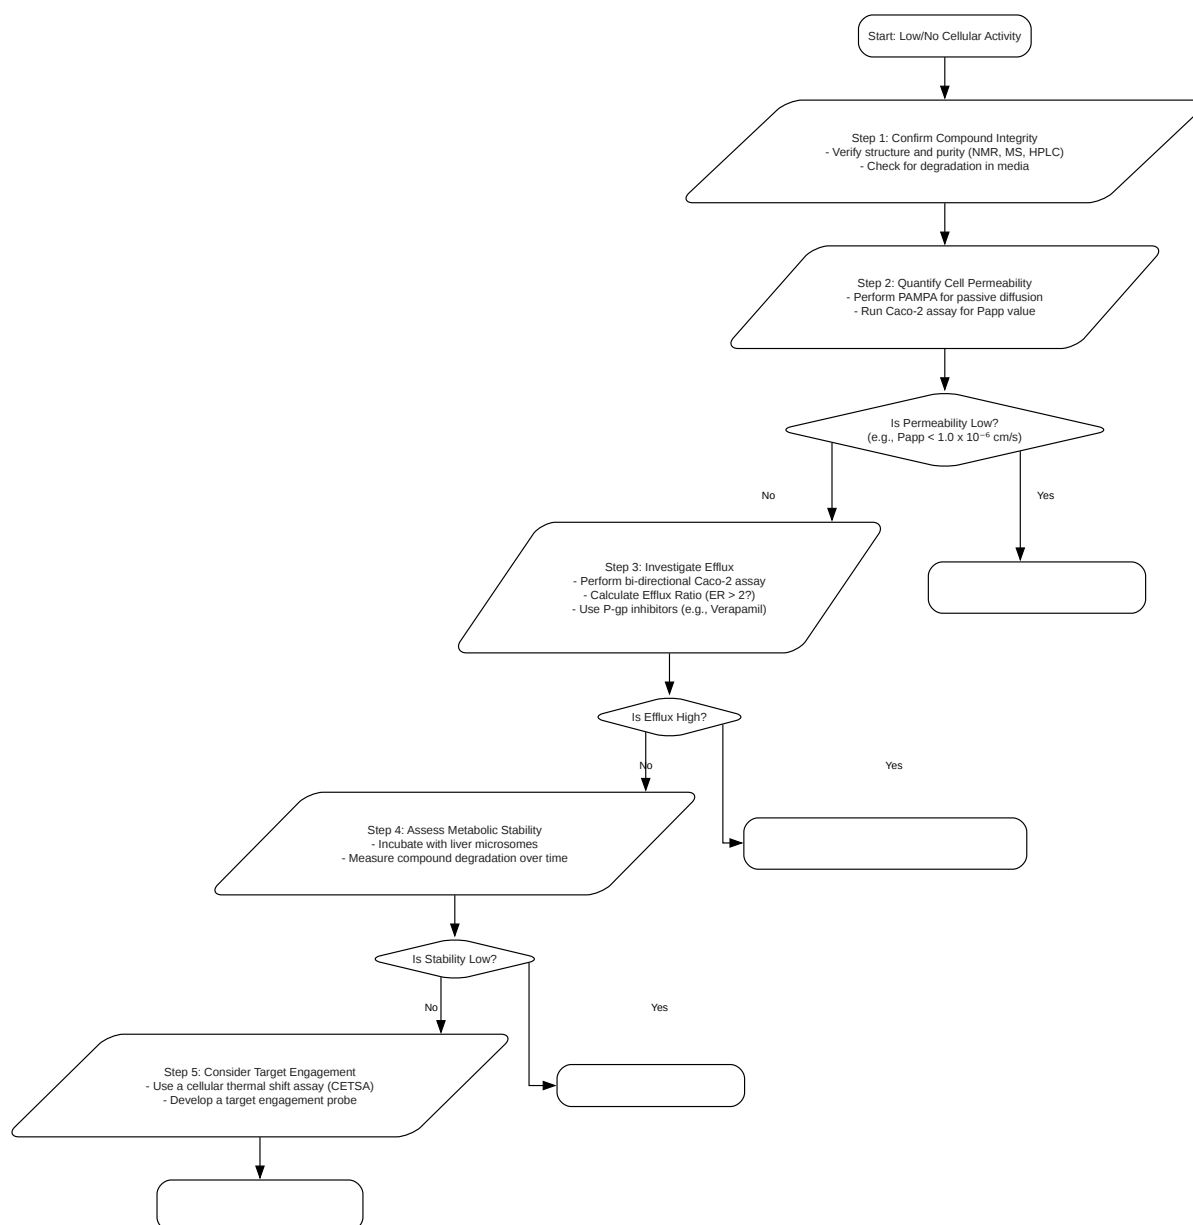 Start: Low/No Cellular Activity
Step 1: Confirm Compound Integrity
- Verify structure and purity (NMR, MS, HPLC)
- Check for degradation in media
Step 2: Quantify Cell Permeability
- Perform PAMPA for passive diffusion
- Run Caco-2 assay for Papp value
Is Permeability Low?
(e.g., Papp < 1.0 x 10⁻⁶ cm/s)
No
Yes
Step 3: Investigate Efflux
- Perform bi-directional Caco-2 assay
- Calculate Efflux Ratio (ER > 2?)
- Use P-gp inhibitors (e.g., Verapamil)
Is Efflux High?
No
Yes
Step 4: Assess Metabolic Stability
- Incubate with liver microsomes
- Measure compound degradation over time
Is Stability Low?
No
Yes
Step 5: Consider Target Engagement
- Use a cellular thermal shift assay (CETSA)
- Develop a target engagement probe